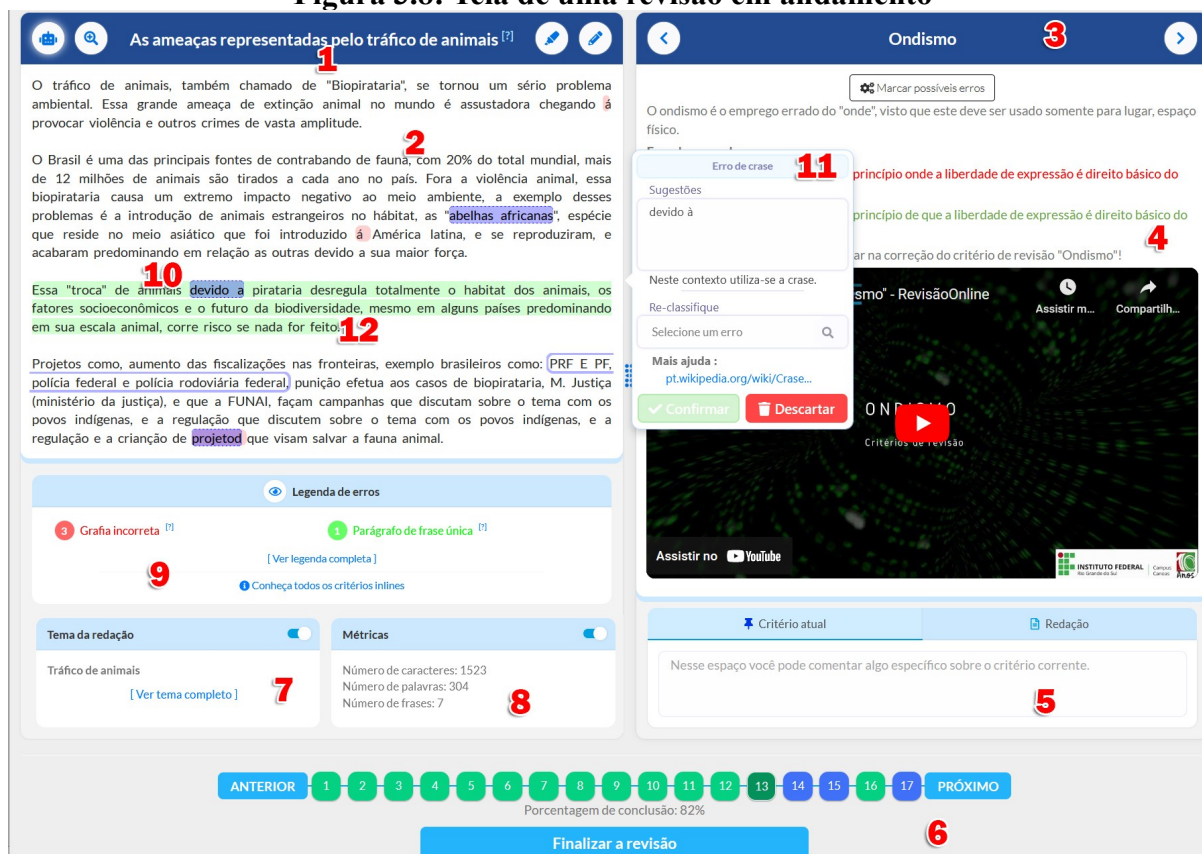 Figura 3.8: Tela de uma revisão em andamento
As ameaças representadas pelo tráfico de animais [?]
1
O tráfico de animais, também chamado de "Biopirataria", se tornou um sério problema
ambiental. Essa grande ameaça de extinção animal no mundo é assustadora chegando á
provocar violência e outros crimes de vasta amplitude.
2
O Brasil é uma das principais fontes de contrabando de fauna, com 20% do total mundial, mais
de 12 milhões de animais são tirados a cada ano no país. Fora a violência animal, essa
biopirataria causa um extremo impacto negativo ao meio ambiente, a exemplo desses
problemas é a introdução de animais estrangeiros no hábitat, as "abelhas africanas", espécie
que reside no meio asiático que foi introduzido á América latina, e se reproduziram, e
acabaram predominando em relação as outras devido a sua maior força.
10
Essa "troca" de animais devido a pirataria desregula totalmente o habitat dos animais, os
fatores socioeconômicos e o futuro da biodiversidade, mesmo em alguns países predominando
em sua escala animal, corre risco se nada for feito.
12
Projetos como, aumento das fiscalizações nas fronteiras, exemplo brasileiros como: PRF E PF,
polícia federal e polícia rodoviária federal, punição efetua aos casos de biopirataria, M. Justiça
(ministério da justiça), e que a FUNAI, façam campanhas que discutam sobre o tema com os
povos indígenas, e a regulação que discutem sobre o tema com os povos indígenas, e a
regulação e a criançào de projetod que visam salvar a fauna animal.
Legenda de erros
3 Grafia incorreta [?]
1 Parágrafo de frase única [?]
[ Ver legenda completa ]
9
Conheça todos os critérios inlines
Tema da redação
Tráfico de animais
[ Ver tema completo ]
7
Métricas
Número de caracteres: 1523
Número de palavras: 304
Número de frases: 7
8
Ondismo
3
Marcar possíveis erros
O ondismo é o emprego errado do "onde", visto que este deve ser usado somente para lugar, espaço
físico.
princípio onde a liberdade de expressão é direito básico do
princípio de que a liberdade de expressão é direito básico do
4
ar na correção do critério de revisão "Ondismo"!
Erro de crase
11
Sugestões
devido à
Neste contexto utiliza-se a crase.
Re-classifique
Selecione um erro
Mais ajuda :
pt.wikipedia.org/wiki/Crase...
Confirmar
Descartar
smo" - RevisãoOnline
Assistir m...
Compartilh...
ONDISMO
Critérios de revisão
Assistir no YouTube
INSTITUTO FEDERAL
Rio Grande do Sul
Campus
Canoas
Anos
Critério atual
Redação
Nesse espaço você pode comentar algo específico sobre o critério corrente.
5
ANTERIOR 1 2 3 4 5 6 7 8 9 10 11 12 13 14 15 16 17 PRÓXIMO
Porcentagem de conclusão: 82%
6
Finalizar a revisão